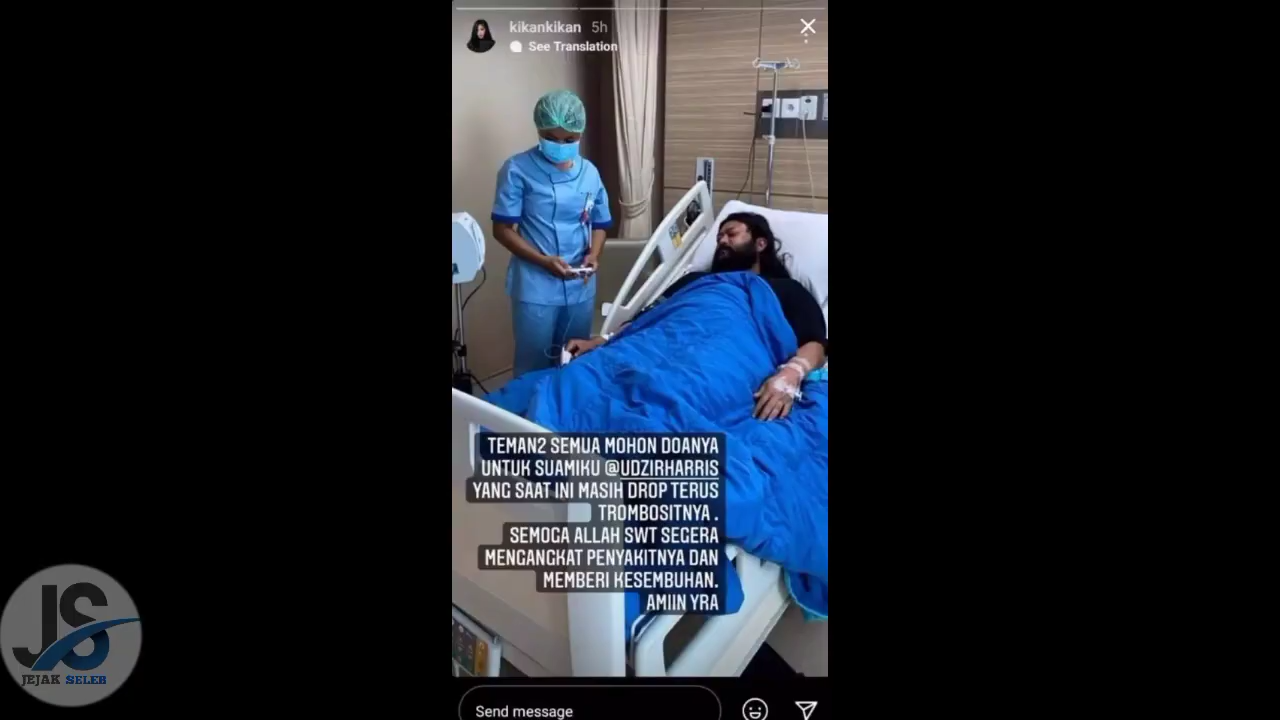 kikankikan 5h
See Translation
TEMAN2 SEMUA MOHON DOANYA
UNTUK SUAMIKU @UDZIRHARRIS
YANG SAAT INI MASIH DROP TERUS
TROMBOSITNYA .
SEMOGA ALLAH SWT SEGERA
MENGANGKAT PENYAKITNYA DAN
MEMBERI KESEMBUHAN.
AMIIN YRA
JS
JEJAK SELEB
Send message